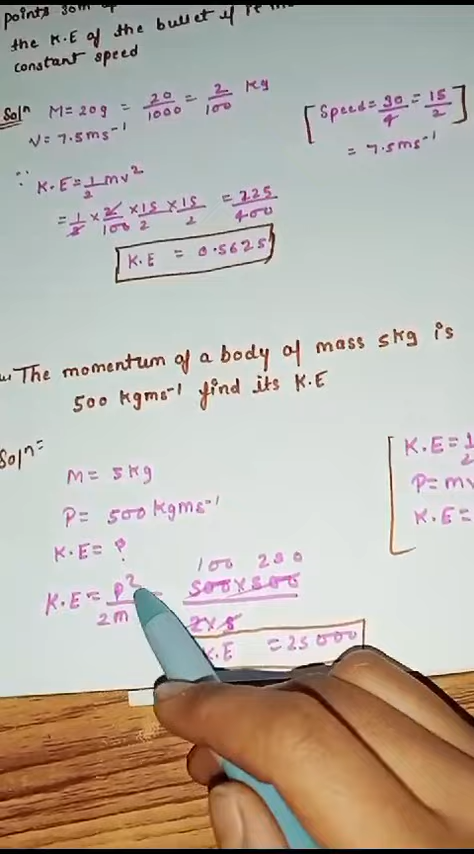 points 30m
the K.E of the bullet if it
constant speed
Soln M = 20g = 20/1000 = 2/100 kg
V = 7.5ms⁻¹
[Speed = 30/4 = 15/2
= 7.5ms⁻¹]
∵ K.E = 1/2 mv²
= 1/2 × 2/100 × 15/2 × 15/2 = 225/400
K.E = 0.5625
The momentum of a body of mass 5kg is
500 kgms⁻¹ find its K.E
Soln=
M = 5kg
P = 500kgms⁻¹
K.E = ?
K.E = P²/2m = 500×500/2×5
100 250
K.E = 25000
[K.E = 1/2
P = mv
K.E =